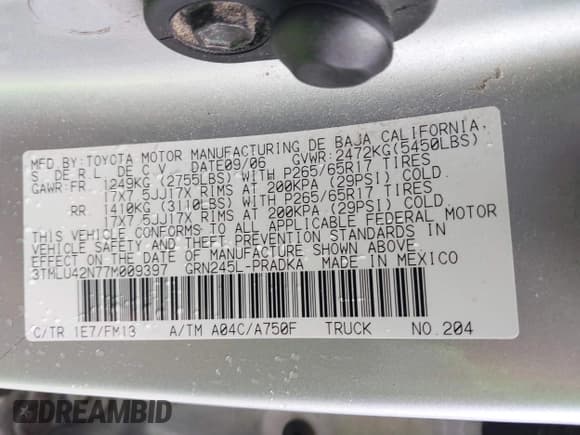 MFD.BY:TOYOTA MOTOR MANUFACTURING DE BAJA CALIFORNIA,
S. DE R.L. DE C.V. DATE09/06 GVWR:2472KG(5450LBS)
GAWR:FR 1249KG (2755LBS) WITH P265/65R17 TIRES
17X7.5JJ17X RIMS AT 200KPA (29PSI) COLD.
RR 1410KG (3110LBS) WITH P265/65R17 TIRES
17X7.5JJ17X RIMS AT 200KPA (29PSI) COLD.
THIS VEHICLE CONFORMS TO ALL APPLICABLE FEDERAL MOTOR
VEHICLE SAFETY AND THEFT PREVENTION STANDARDS IN EFFECT
ON THE DATE OF MANUFACTURE SHOWN ABOVE.
3TMLU42N77M009397 GRN245L-PRADKA MADE IN MEXICO
C/TR 1E7/FM13 A/TM A04C/A750F TRUCK NO.204
DREAMBID